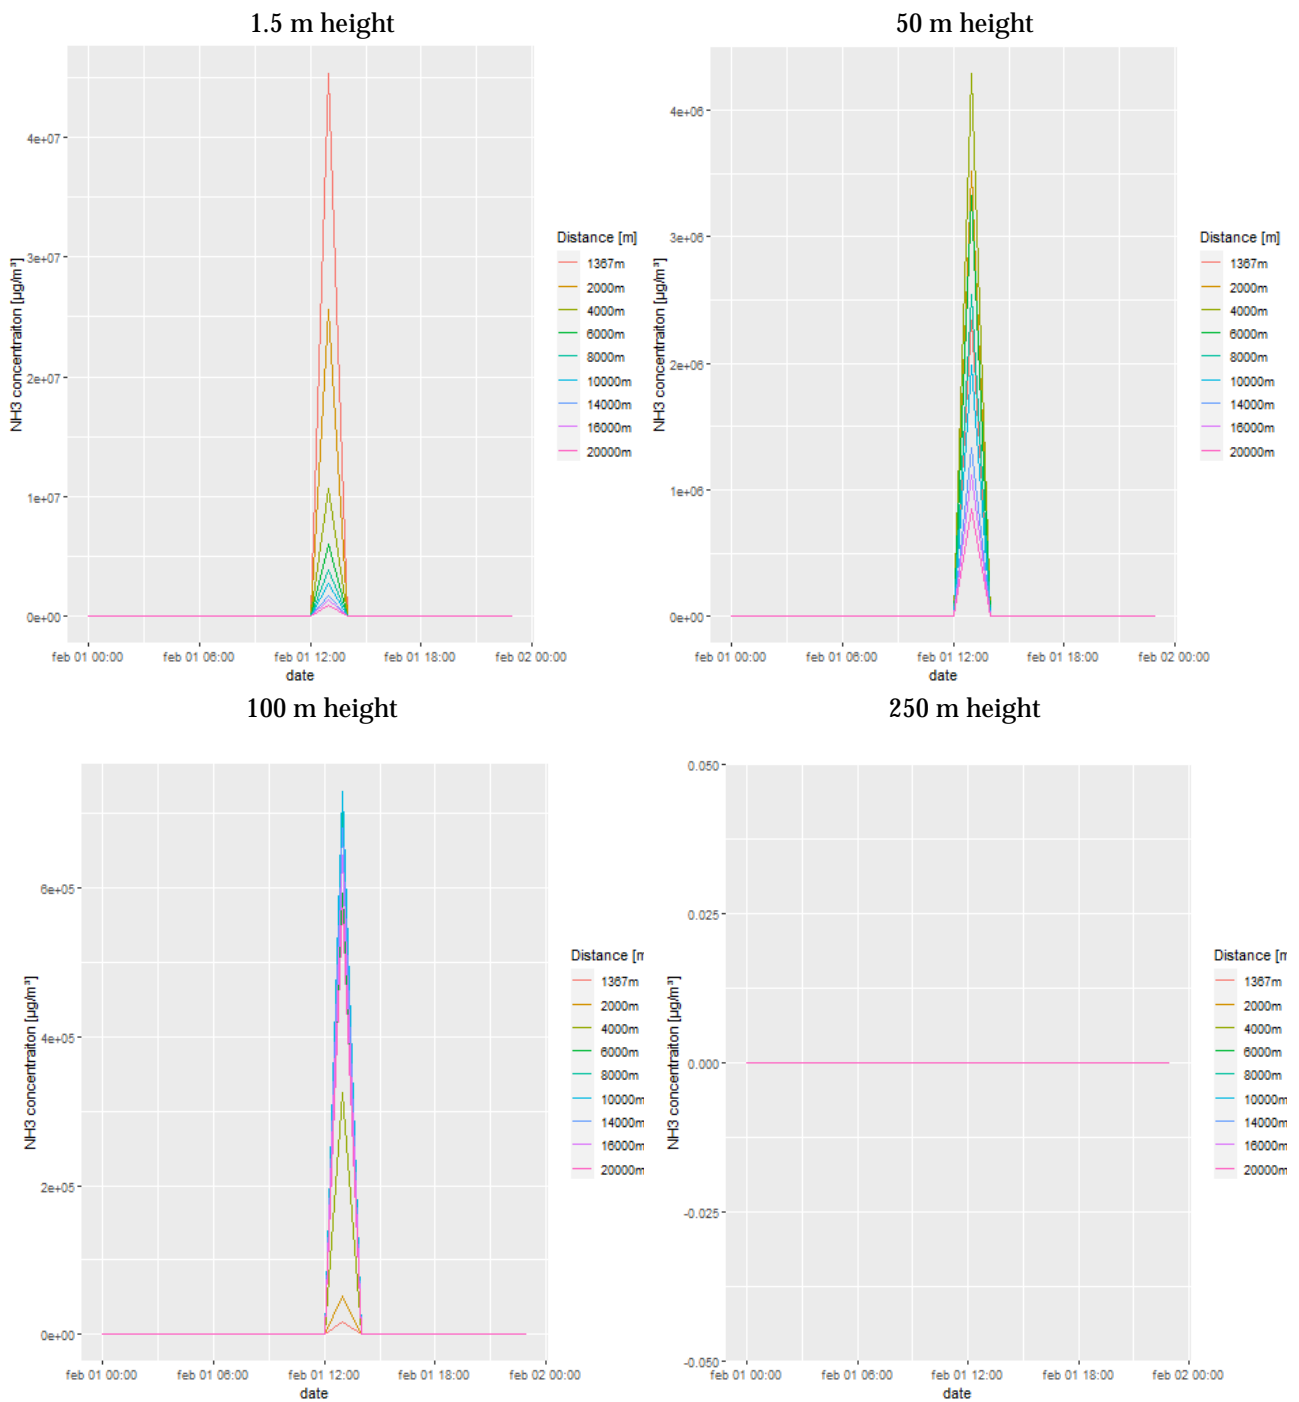 1.5 m height
4e+07
3e+07
2e+07
1e+07
0e+00
NH3 concentraiton [µg/m³]
feb 01 00:00 feb 01 06:00 feb 01 12:00 feb 01 18:00 feb 02 00:00
date
Distance [m]
1367m
2000m
4000m
6000m
8000m
10000m
14000m
16000m
20000m
50 m height
4e+06
3e+06
2e+06
1e+06
0e+00
NH3 concentraiton [µg/m³]
feb 01 00:00 feb 01 06:00 feb 01 12:00 feb 01 18:00 feb 02 00:00
date
Distance [m]
1367m
2000m
4000m
6000m
8000m
10000m
14000m
16000m
20000m
100 m height
6e+05
4e+05
2e+05
0e+00
NH3 concentraiton [µg/m³]
feb 01 00:00 feb 01 06:00 feb 01 12:00 feb 01 18:00 feb 02 00:00
date
Distance [m
1367m
2000m
4000m
6000m
8000m
10000m
14000m
16000m
20000m
250 m height
0.050
0.025
0.000
-0.025
-0.050
NH3 concentraiton [µg/m³]
feb 01 00:00 feb 01 06:00 feb 01 12:00 feb 01 18:00 feb 02 00:00
date
Distance [m
1367m
2000m
4000m
6000m
8000m
10000m
14000m
16000m
20000m